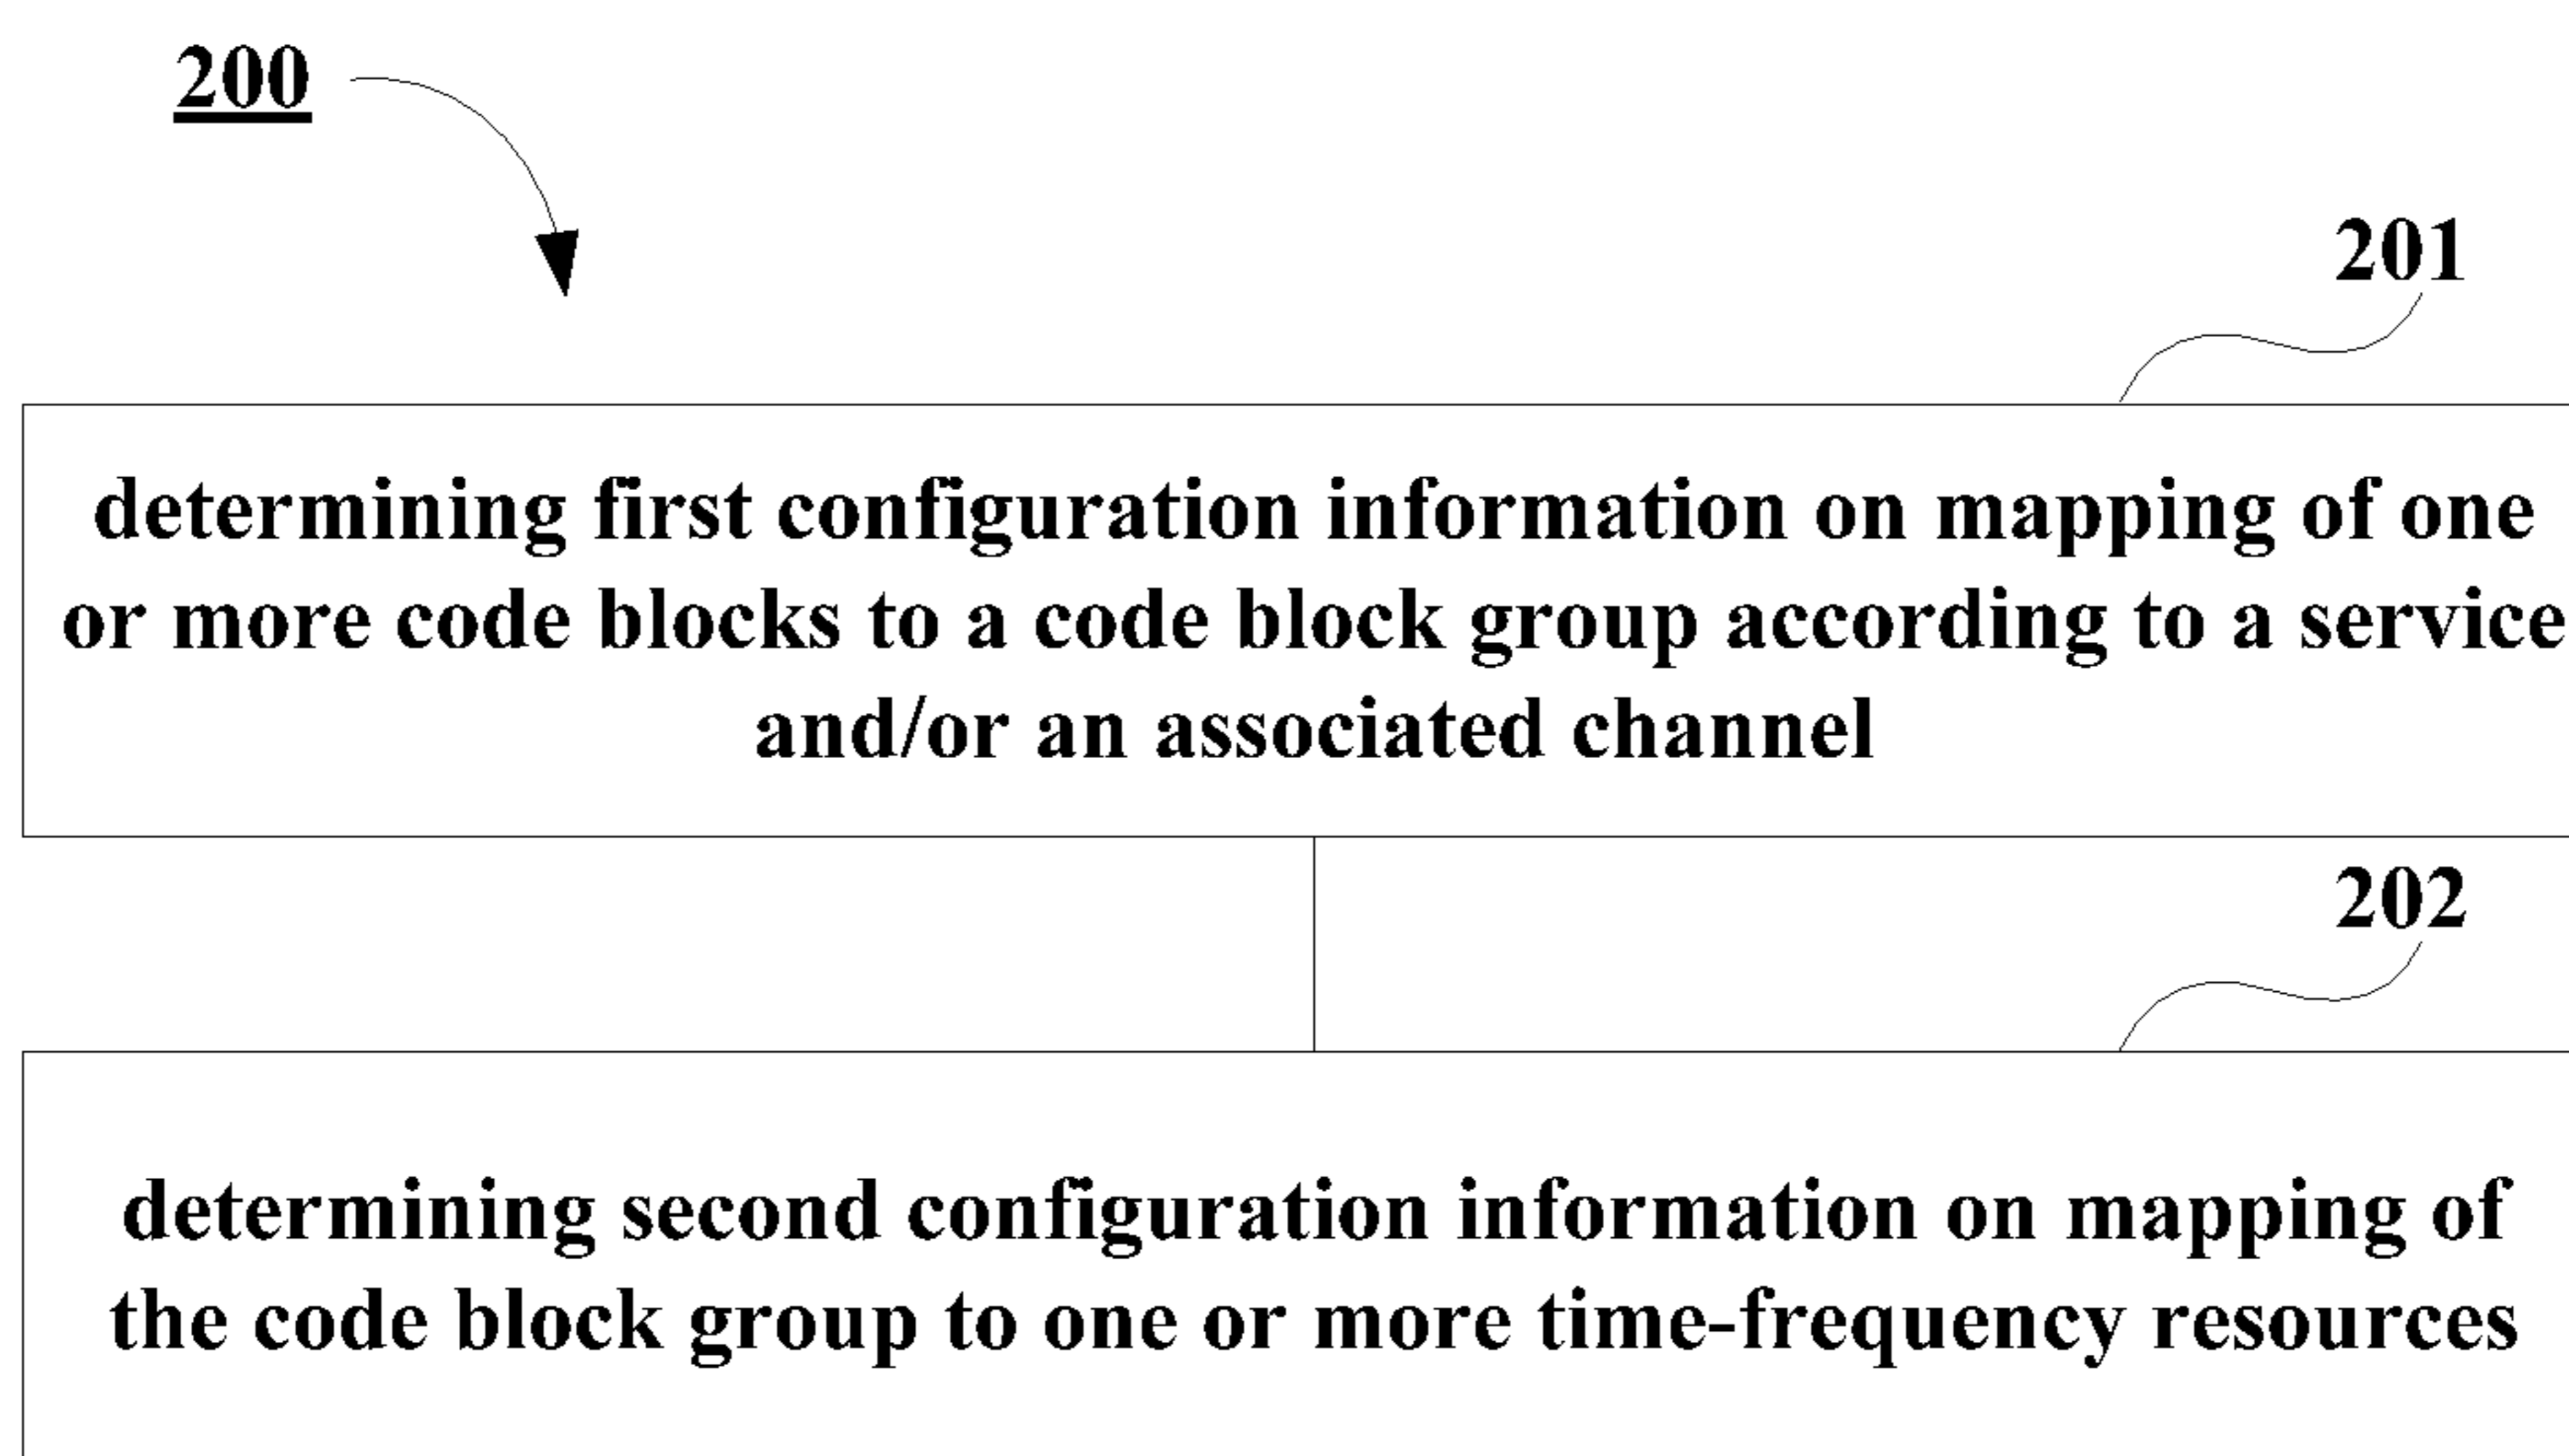 200
201
determining first configuration information on mapping of one
or more code blocks to a code block group according to a service
and/or an associated channel
202
determining second configuration information on mapping of
the code block group to one or more time-frequency resources